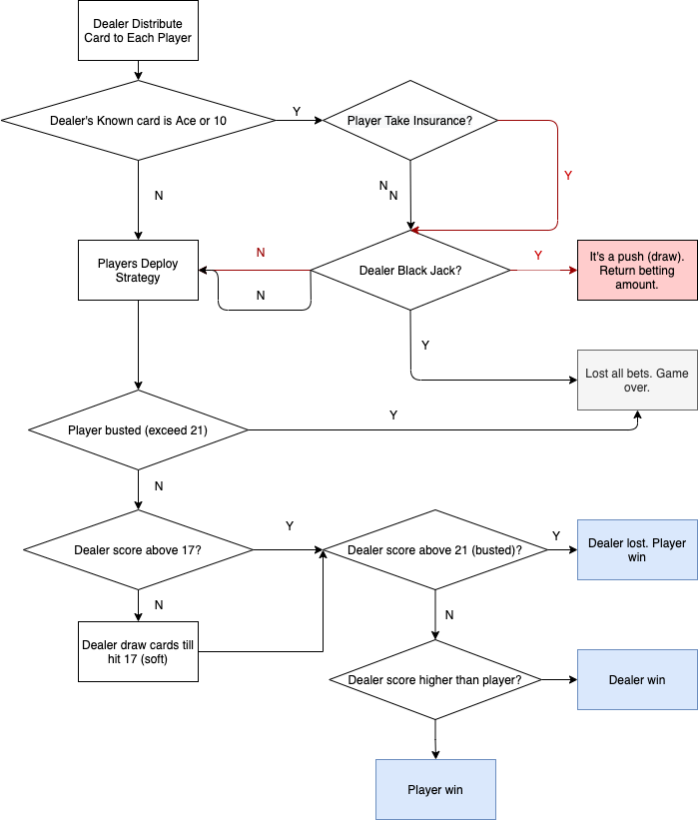 Dealer Distribute
Card to Each Player
Dealer's Known card is Ace or 10
Y
Player Take Insurance?
Y
N
N
N
Players Deploy
Strategy
N
N
Dealer Black Jack?
Y
It's a push (draw).
Return betting
amount.
Y
Lost all bets. Game
over.
Player busted (exceed 21)
Y
N
Dealer score above 17?
Y
Dealer score above 21 (busted)?
Y
Dealer lost. Player
win
N
Dealer draw cards till
hit 17 (soft)
N
Dealer score higher than player?
Dealer win
Player win